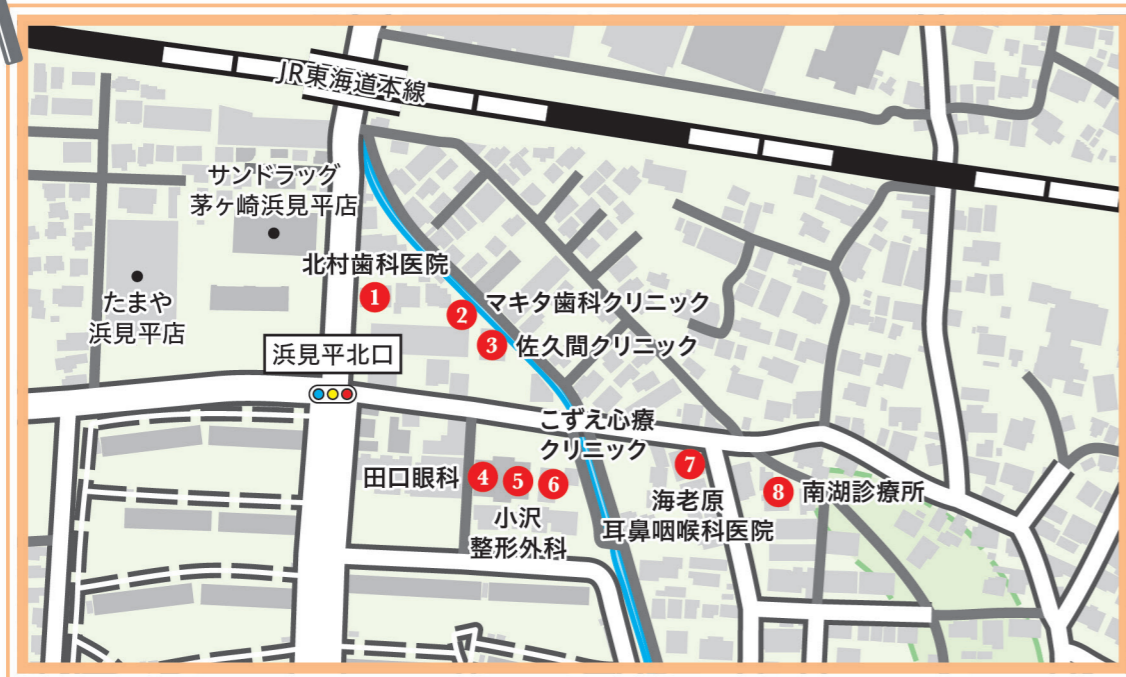 JR東海道本線
サンドラッグ
茅ヶ崎浜見平店
たまや
浜見平店
北村歯科医院
1
2 マキタ歯科クリニック
3 佐久間クリニック
浜見平北口
こずえ心療
クリニック
田口眼科 4 5 6
小沢
整形外科
7
海老原
耳鼻咽喉科医院
8 南湖診療所